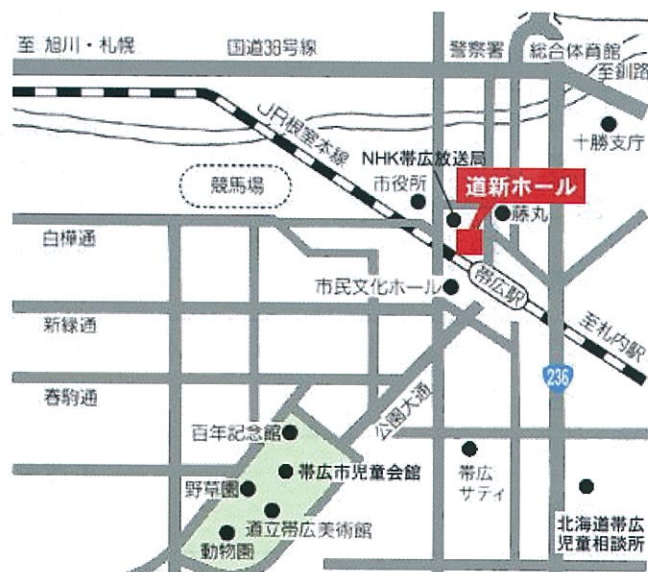 至 旭川・札幌
国道38号線
警察署
総合体育館
至釧路
十勝支庁
JR根室本線
NHK帯広放送局
競馬場
市役所
道新ホール
藤丸
白樺通
市民文化ホール
帯広駅
新緑通
至札内駅
236
春駒通
公園大通
百年記念館
帯広市児童会館
野草園
道立帯広美術館
動物園
帯広
サティ
北海道帯広
児童相談所